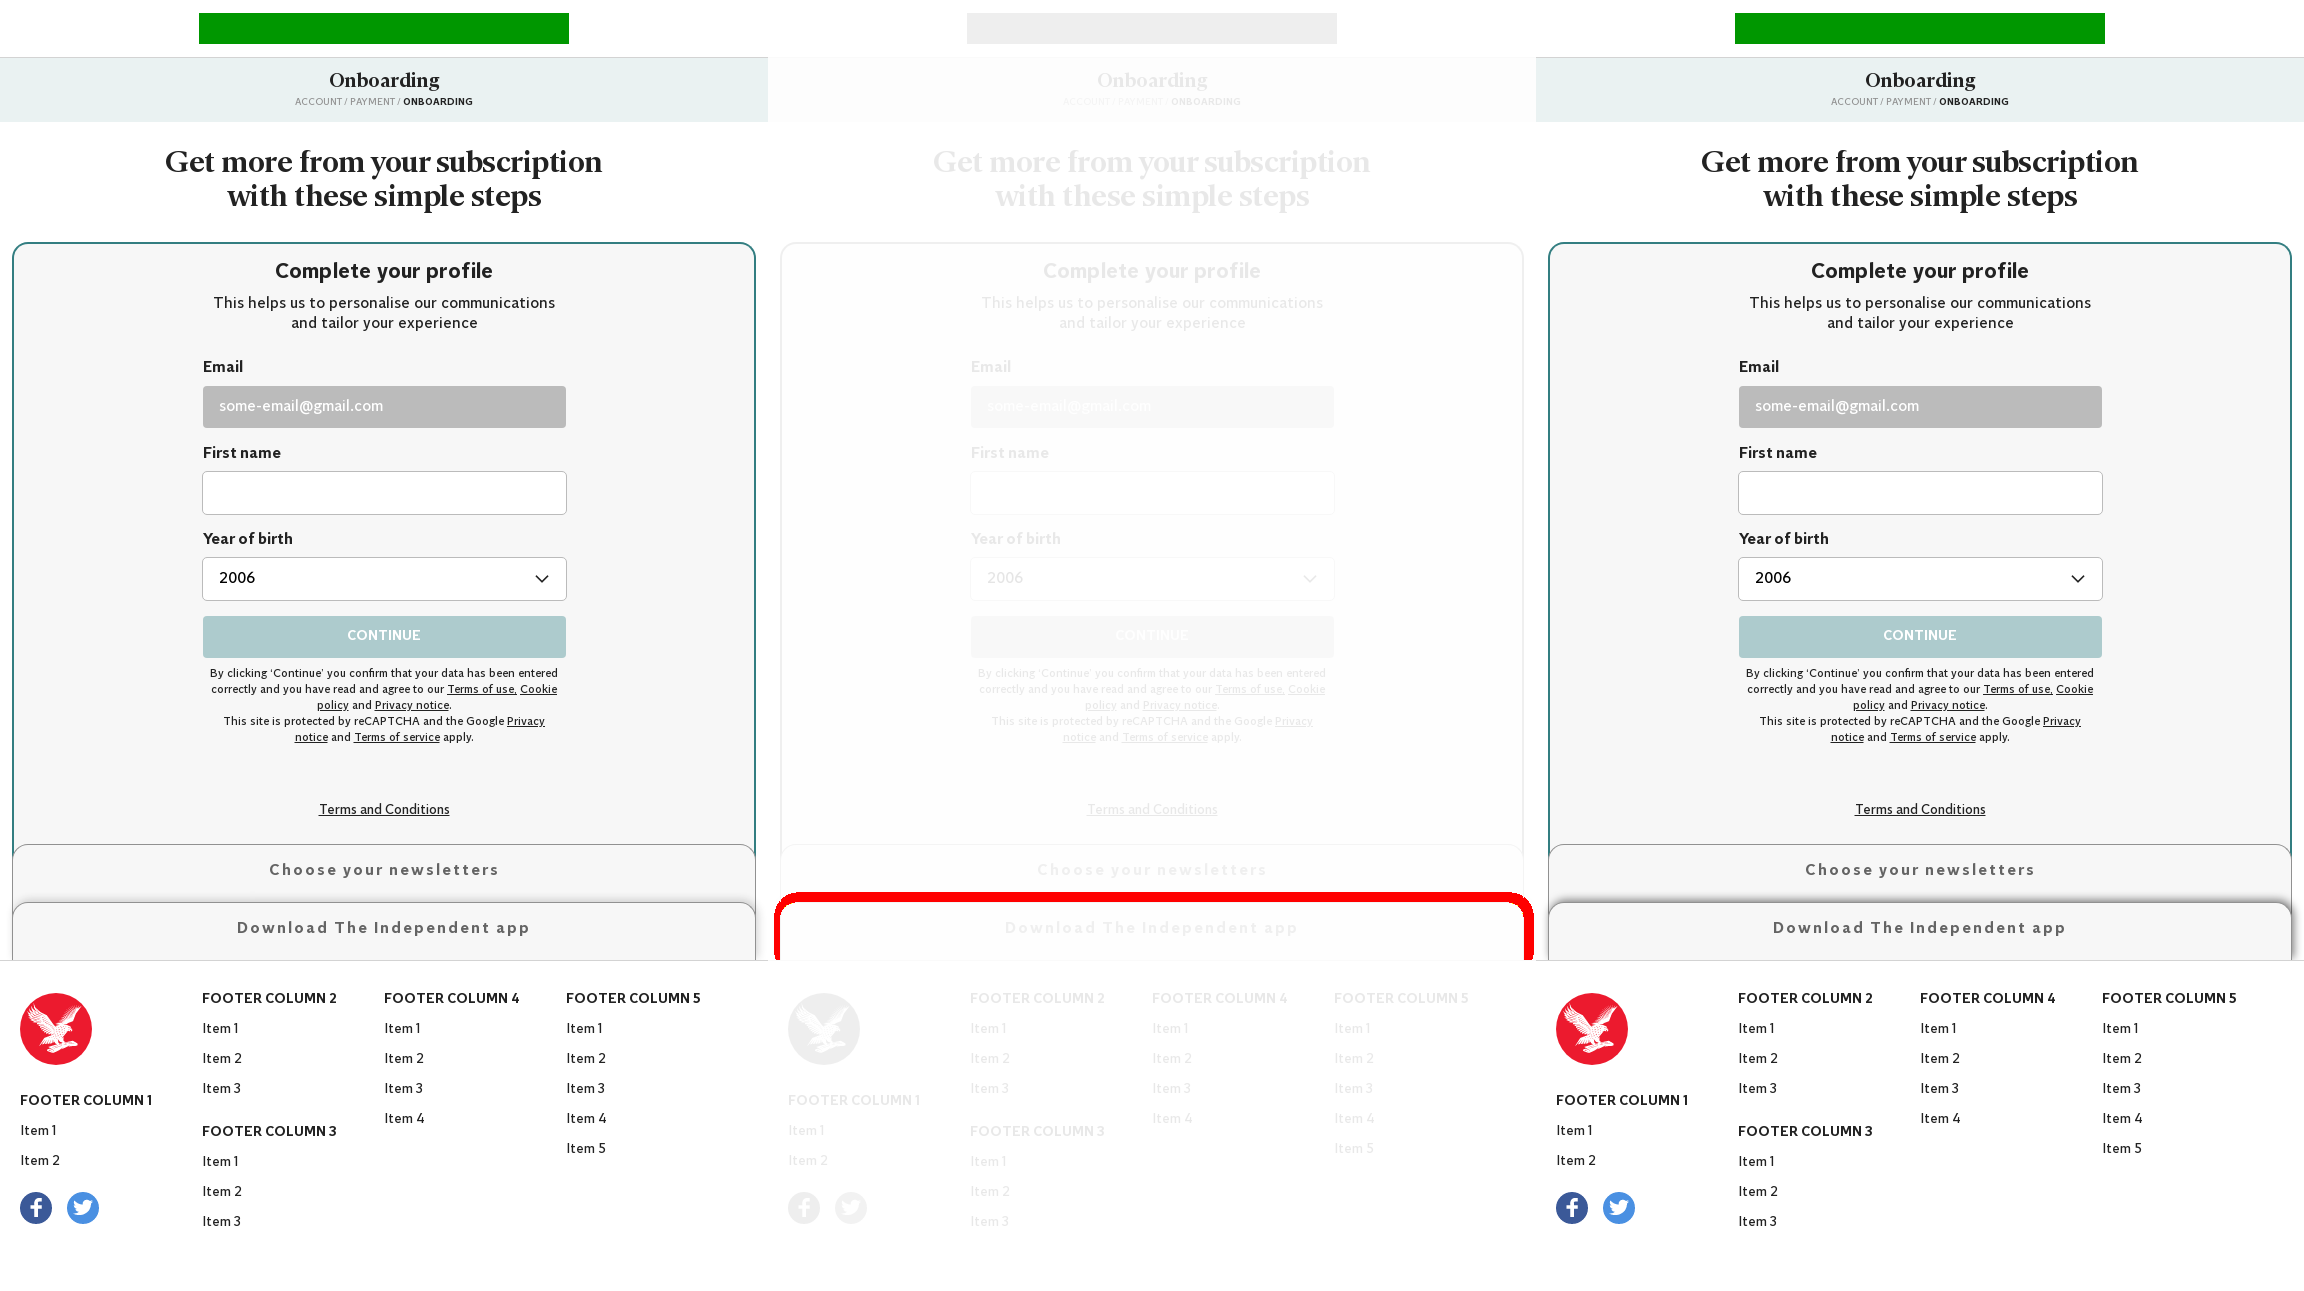 Onboarding
ACCOUNT / PAYMENT / ONBOARDING
Get more from your subscription
with these simple steps
Complete your profile
This helps us to personalise our communications
and tailor your experience
Email
some-email@gmail.com
First name
Year of birth
2006
CONTINUE
By clicking ‘Continue’ you confirm that your data has been entered
correctly and you have read and agree to our Terms of use, Cookie
policy and Privacy notice.
This site is protected by reCAPTCHA and the Google Privacy
notice and Terms of service apply.
Terms and Conditions
Choose your newsletters
Download The Independent app
FOOTER COLUMN 1
Item 1
Item 2
FOOTER COLUMN 2
Item 1
Item 2
Item 3
FOOTER COLUMN 3
Item 1
Item 2
Item 3
FOOTER COLUMN 4
Item 1
Item 2
Item 3
Item 4
FOOTER COLUMN 5
Item 1
Item 2
Item 3
Item 4
Item 5
Onboarding
ACCOUNT / PAYMENT / ONBOARDING
Get more from your subscription
with these simple steps
Complete your profile
This helps us to personalise our communications
and tailor your experience
Email
some-email@gmail.com
First name
Year of birth
2006
CONTINUE
By clicking ‘Continue’ you confirm that your data has been entered
correctly and you have read and agree to our Terms of use, Cookie
policy and Privacy notice.
This site is protected by reCAPTCHA and the Google Privacy
notice and Terms of service apply.
Terms and Conditions
Choose your newsletters
Download The Independent app
FOOTER COLUMN 1
Item 1
Item 2
FOOTER COLUMN 2
Item 1
Item 2
Item 3
FOOTER COLUMN 3
Item 1
Item 2
Item 3
FOOTER COLUMN 4
Item 1
Item 2
Item 3
Item 4
FOOTER COLUMN 5
Item 1
Item 2
Item 3
Item 4
Item 5
Onboarding
ACCOUNT / PAYMENT / ONBOARDING
Get more from your subscription
with these simple steps
Complete your profile
This helps us to personalise our communications
and tailor your experience
Email
some-email@gmail.com
First name
Year of birth
2006
CONTINUE
By clicking ‘Continue’ you confirm that your data has been entered
correctly and you have read and agree to our Terms of use, Cookie
policy and Privacy notice.
This site is protected by reCAPTCHA and the Google Privacy
notice and Terms of service apply.
Terms and Conditions
Choose your newsletters
Download The Independent app
FOOTER COLUMN 1
Item 1
Item 2
FOOTER COLUMN 2
Item 1
Item 2
Item 3
FOOTER COLUMN 3
Item 1
Item 2
Item 3
FOOTER COLUMN 4
Item 1
Item 2
Item 3
Item 4
FOOTER COLUMN 5
Item 1
Item 2
Item 3
Item 4
Item 5